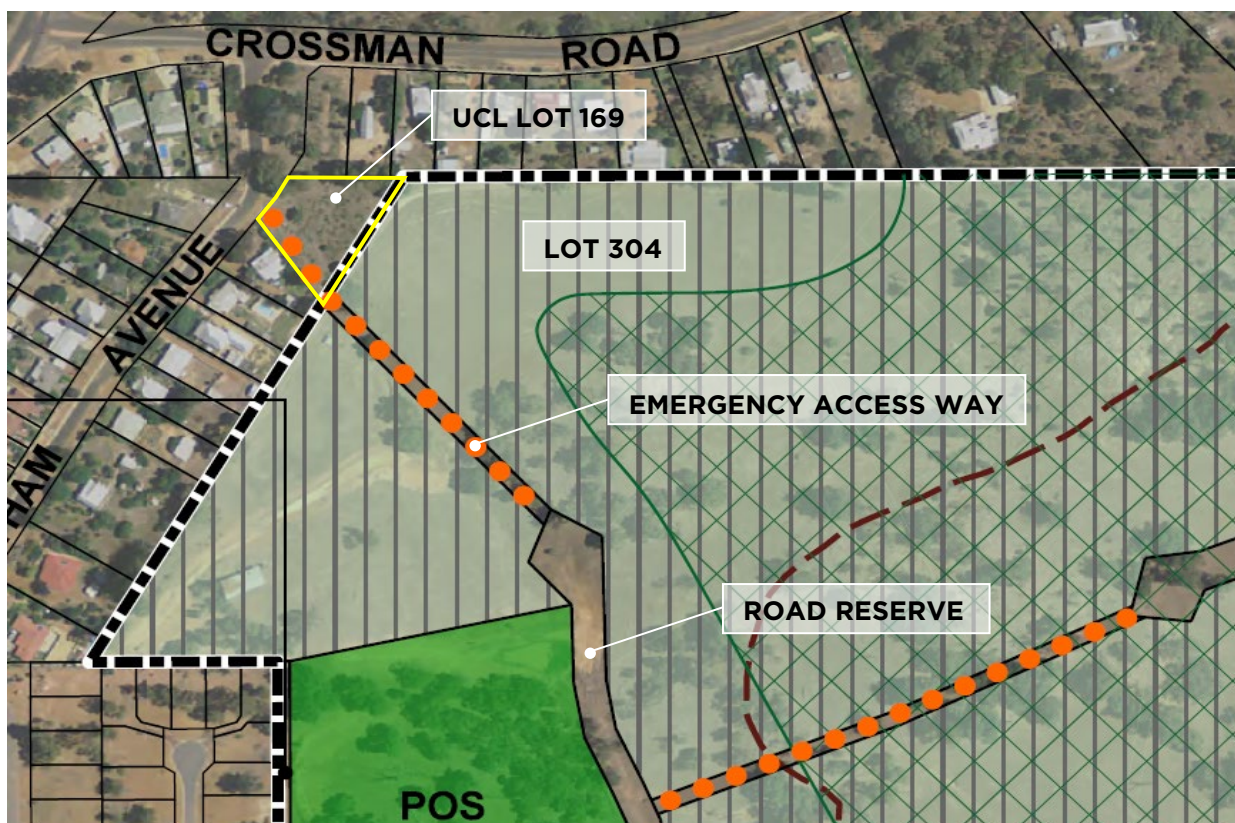 CROSSMAN ROAD
UCL LOT 169
LOT 304
AVENUE
EMERGENCY ACCESS WAY
HAM
ROAD RESERVE
POS